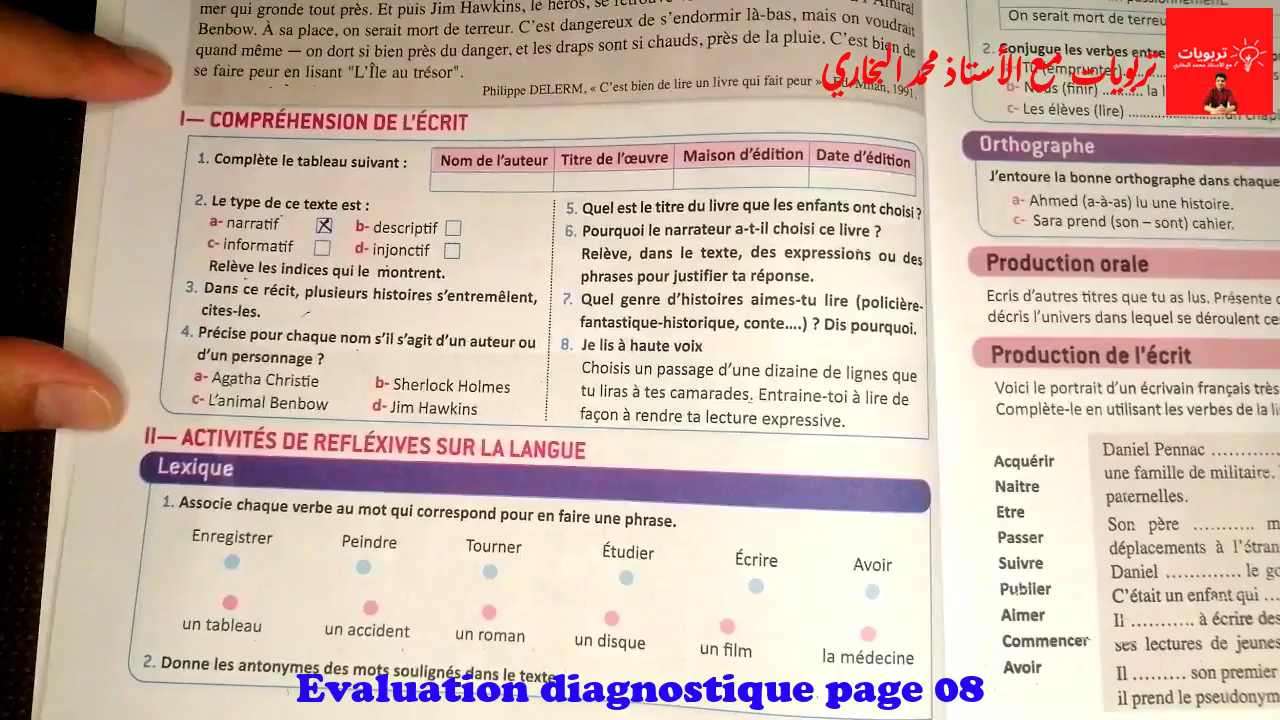 mer qui gronde tout près. Et puis Jim Hawkins, le héros, se
Benbow. À sa place, on serait mort de terreur. C'est dangereux de s'endormir là-bas, mais on voudrait
quand même — on dort si bien près du danger, et les draps sont si chauds, près de la pluie. C'est bien de
se faire peur en lisant "L'Île au trésor".
Philippe DELERM, « C'est bien de lire un livre qui fait peur » Ed. Milan, 1991.
I— COMPRÉHENSION DE L'ÉCRIT
1. Complète le tableau suivant :
Nom de l'auteur Titre de l'œuvre Maison d'édition Date d'édition
2. Le type de ce texte est :
a- narratif b- descriptif
c- informatif d- injonctif
Relève les indices qui le montrent.
3. Dans ce récit, plusieurs histoires s'entremêlent,
cites-les.
4. Précise pour chaque nom s'il s'agit d'un auteur ou
d'un personnage ?
a- Agatha Christie b- Sherlock Holmes
c- L'animal Benbow d- Jim Hawkins
5. Quel est le titre du livre que les enfants ont choisi ?
6. Pourquoi le narrateur a-t-il choisi ce livre ?
Relève, dans le texte, des expressions ou des
phrases pour justifier ta réponse.
7. Quel genre d'histoires aimes-tu lire (policière-
fantastique-historique, conte....) ? Dis pourquoi.
8. Je lis à haute voix
Choisis un passage d'une dizaine de lignes que
tu liras à tes camarades. Entraine-toi à lire de
façon à rendre ta lecture expressive.
II— ACTIVITÉS DE REFLÉXIVES SUR LA LANGUE
Lexique
1. Associe chaque verbe au mot qui correspond pour en faire une phrase.
Enregistrer Peindre Tourner Étudier Écrire Avoir
un tableau un accident un roman un disque un film la médecine
2. Donne les antonymes des mots soulignés dans le texte
On serait mort de terreu
2. Conjugue les verbes entre
Tu (emprunter)
b- Nous (finir) .......... la l
c- Les élèves (lire) ........................un chap
Orthographe
J'entoure la bonne orthographe dans chaque
a- Ahmed (a-à-as) lu une histoire.
c- Sara prend (son – sont) cahier.
Production orale
Ecris d'autres titres que tu as lus. Présente
décris l'univers dans lequel se déroulent ce
Production de l'écrit
Voici le portrait d'un écrivain français très
Complète-le en utilisant les verbes de la li
Acquérir
Naitre
Etre
Passer
Suivre
Publier
Aimer
Commencer
Avoir
Daniel Pennac ............
une famille de militaire.
paternelles.
Son père .......... m
déplacements à l'étran
Daniel ............. le go
C'était un enfant qui ...
Il .......... à écrire des
ses lectures de jeunes
Il ......... son premier
il prend le pseudonym
تربويات مع الأستاذ محمد البخاري
تربويات
مع الأستاذ محمد البخاري
Evaluation diagnostique page 08